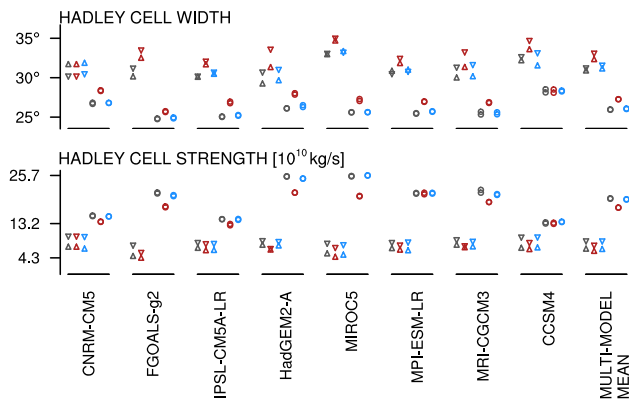 HADLEY CELL WIDTH
35°
30°
25°
HADLEY CELL STRENGTH [10¹⁰ kg/s]
25.7
13.2
4.3
CNRM-CM5
FGOALS-g2
IPSL-CM5A-LR
HadGEM2-A
MIROC5
MPI-ESM-LR
MRI-CGCM3
CCSM4
MULTI-MODEL
MEAN